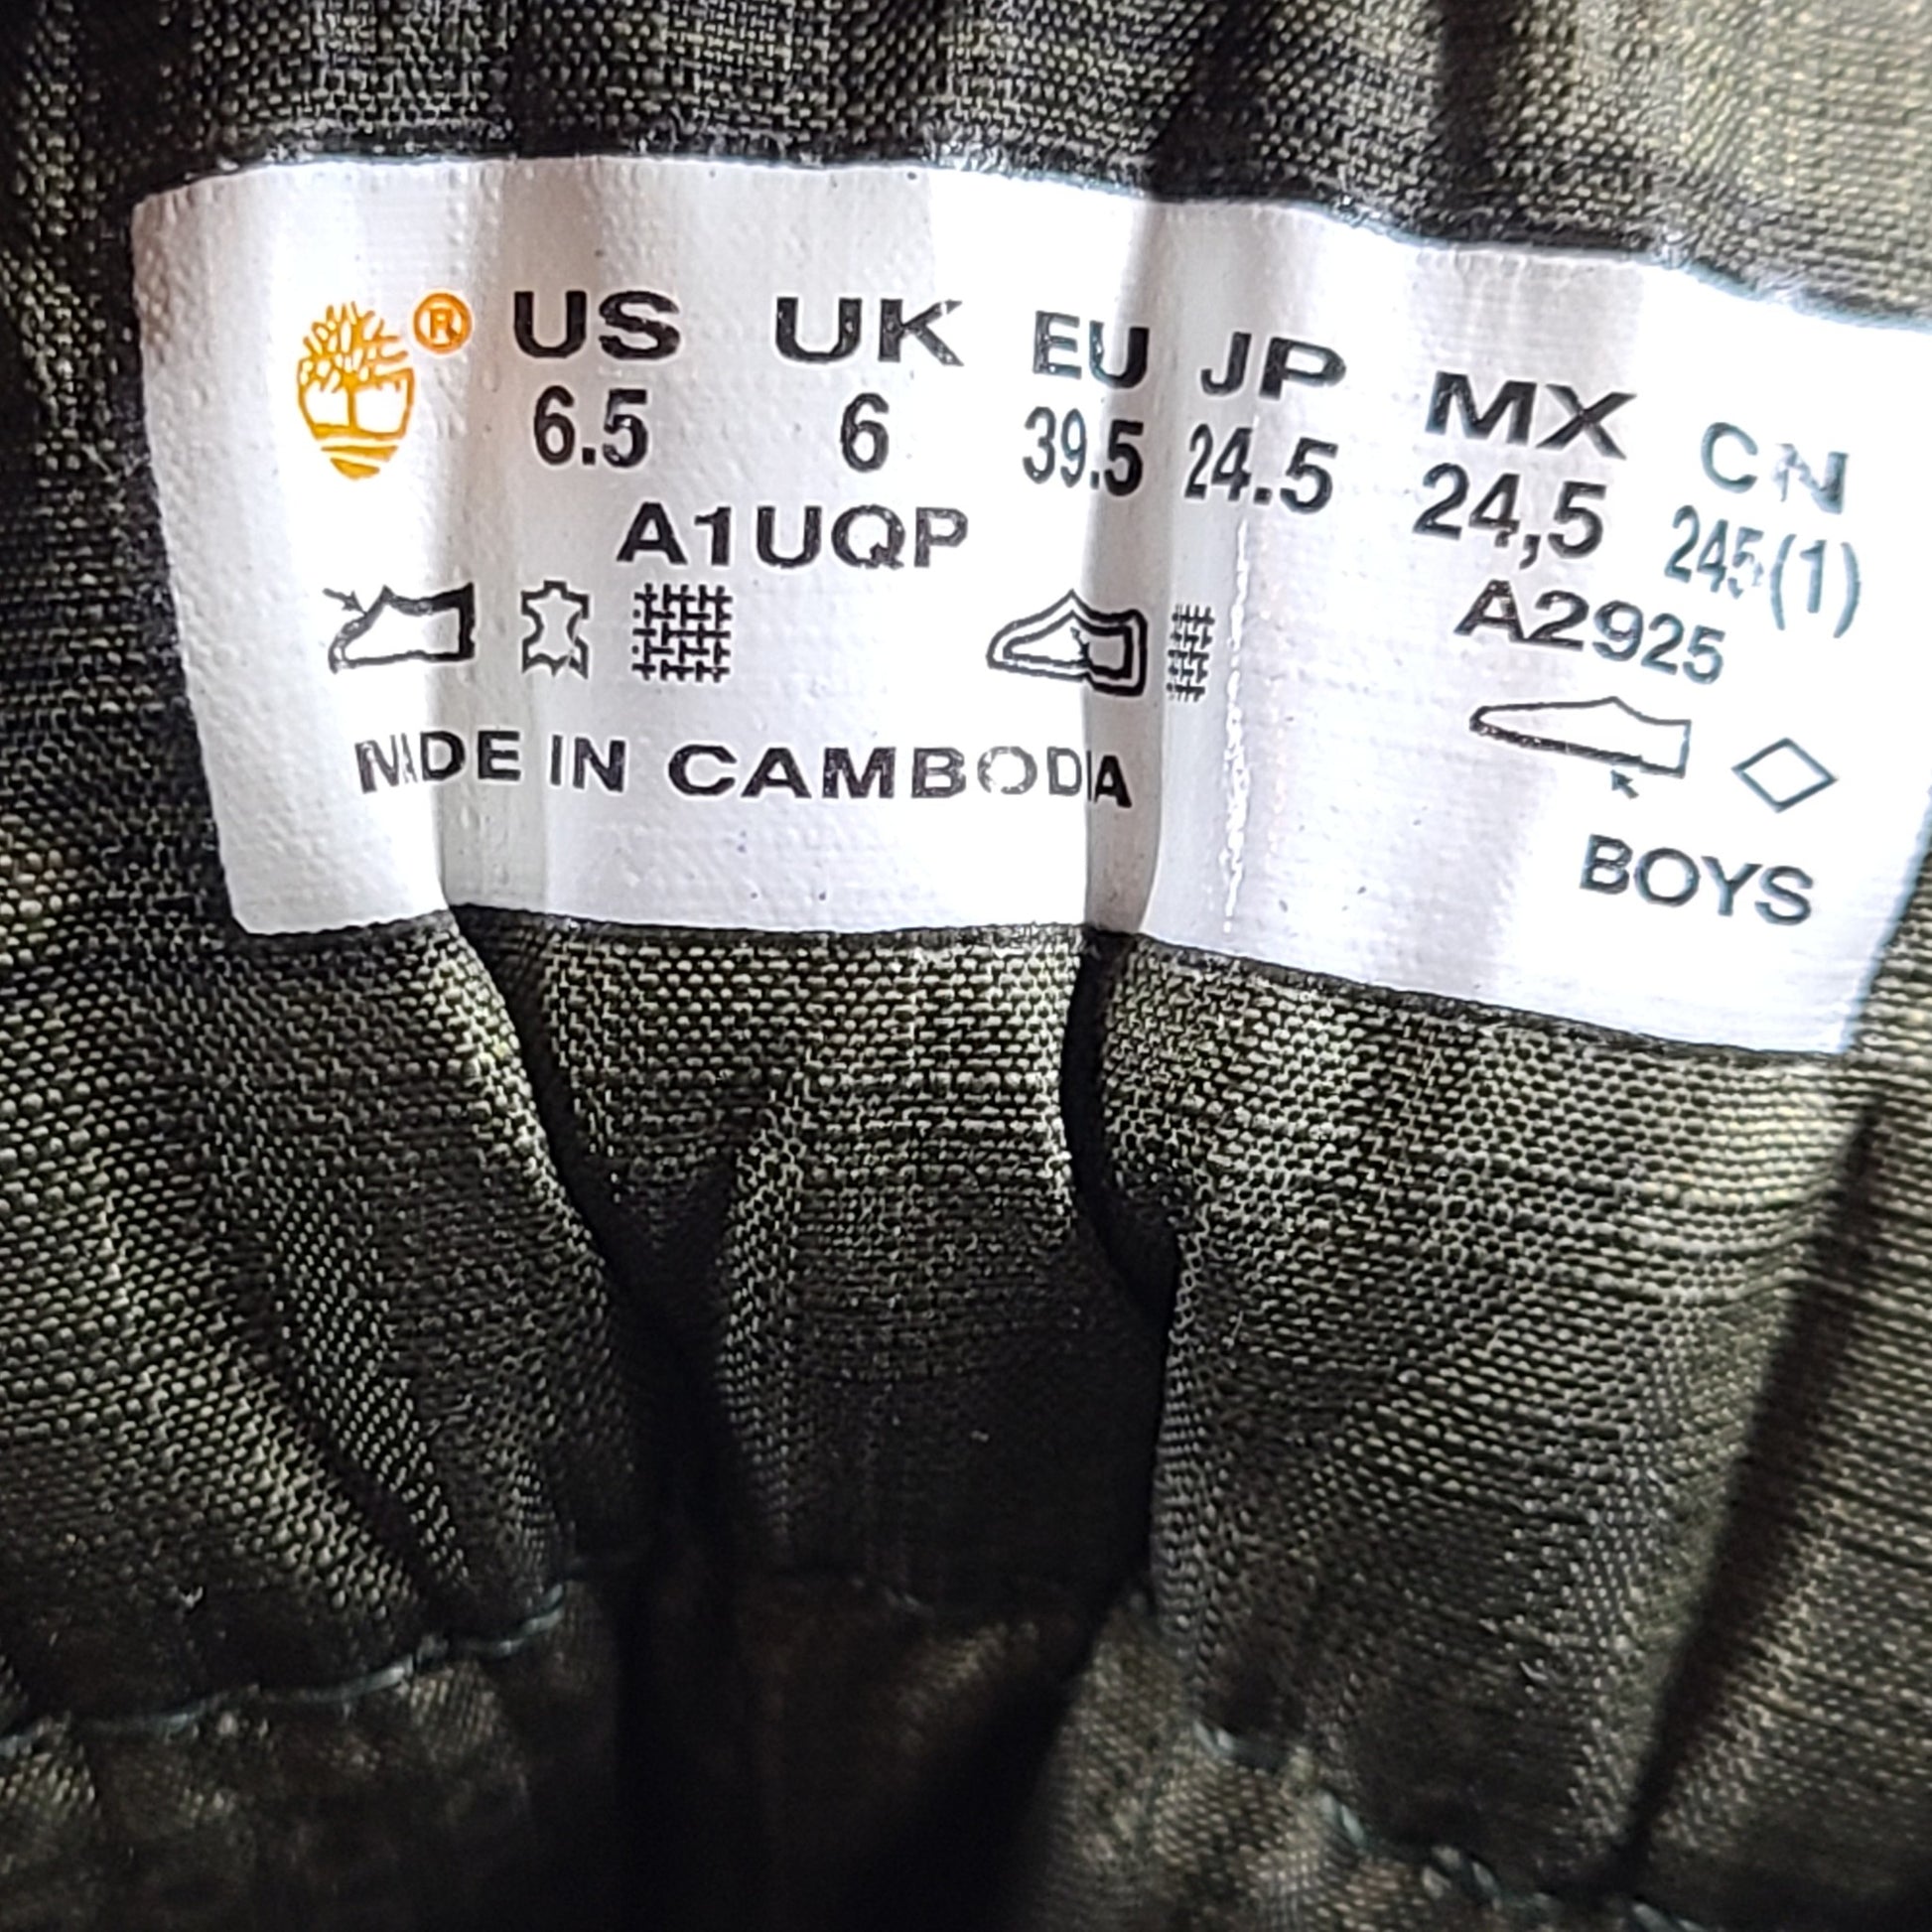 ® US UK EU JP MX CN
6.5 6 39.5 24.5 24,5 245(1)
A1UQP A2925
MADE IN CAMBODIA
BOYS